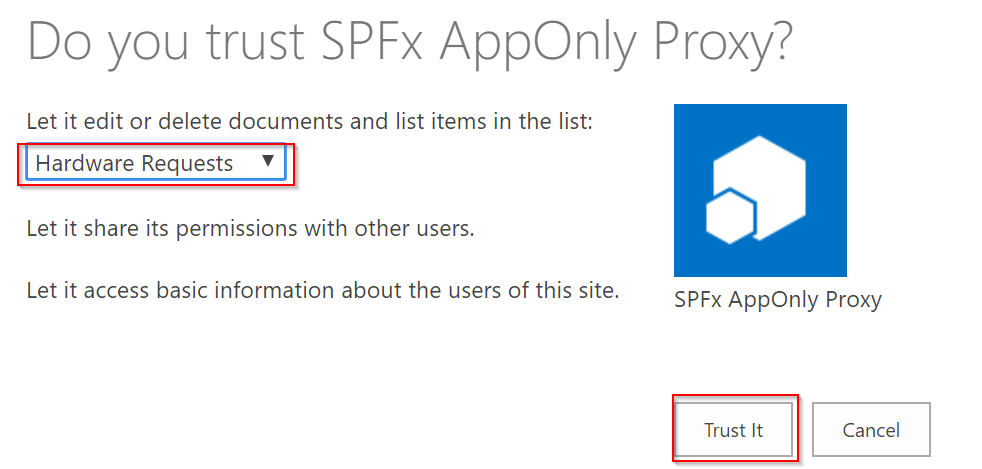 Do you trust SPFx AppOnly Proxy?
Let it edit or delete documents and list items in the list:
Hardware Requests
Let it share its permissions with other users.
Let it access basic information about the users of this site.
SPFx AppOnly Proxy
Trust It
Cancel